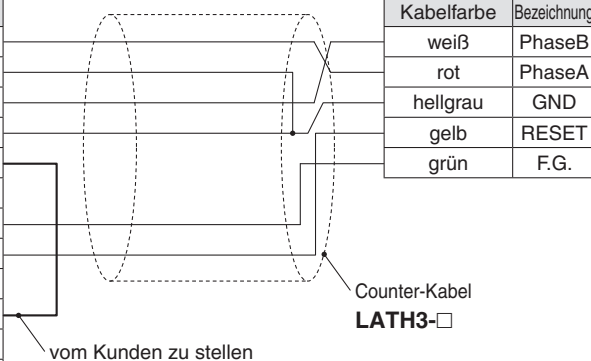 Kabelfarbe Bezeichnung
weiß PhaseB
rot PhaseA
hellgrau GND
gelb RESET
grün F.G.
Counter-Kabel
LATH3-□
vom Kunden zu stellen